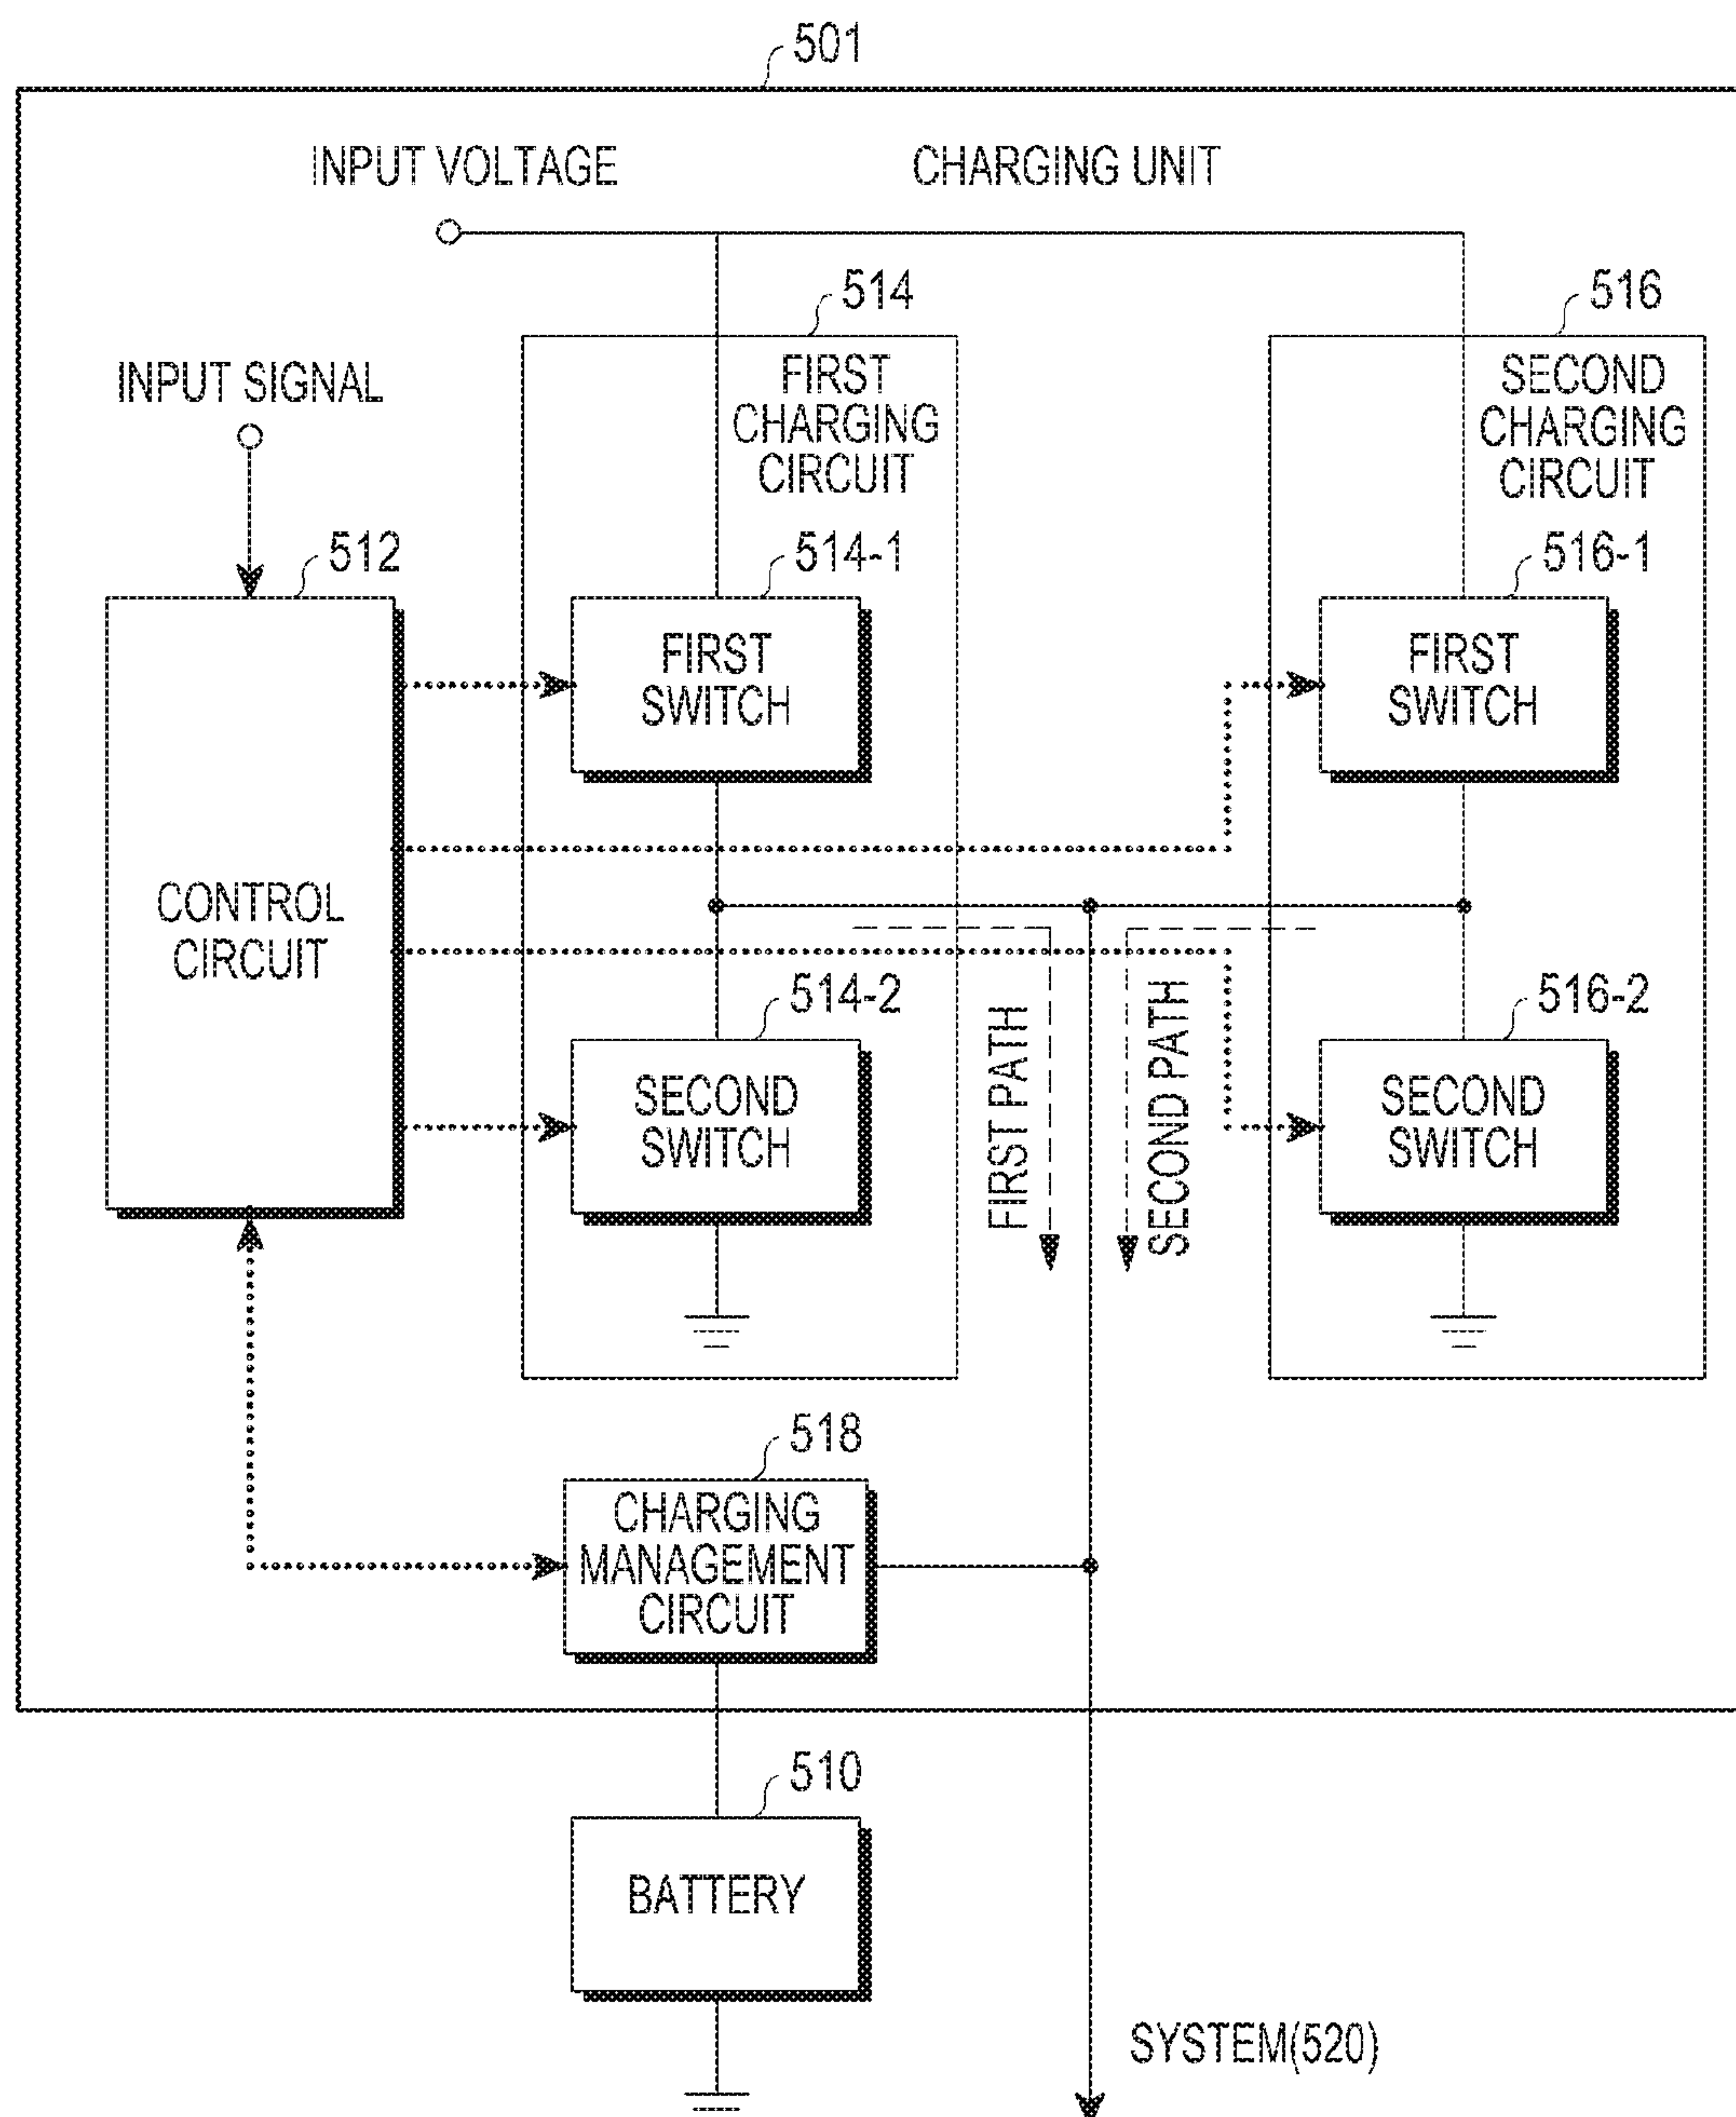 501
INPUT VOLTAGE
CHARGING UNIT
514
516
INPUT SIGNAL
FIRST
CHARGING
CIRCUIT
SECOND
CHARGING
CIRCUIT
512
514-1
516-1
FIRST
SWITCH
FIRST
SWITCH
CONTROL
CIRCUIT
514-2
516-2
SECOND
SWITCH
FIRST PATH
SECOND PATH
SECOND
SWITCH
518
CHARGING
MANAGEMENT
CIRCUIT
510
BATTERY
SYSTEM(520)